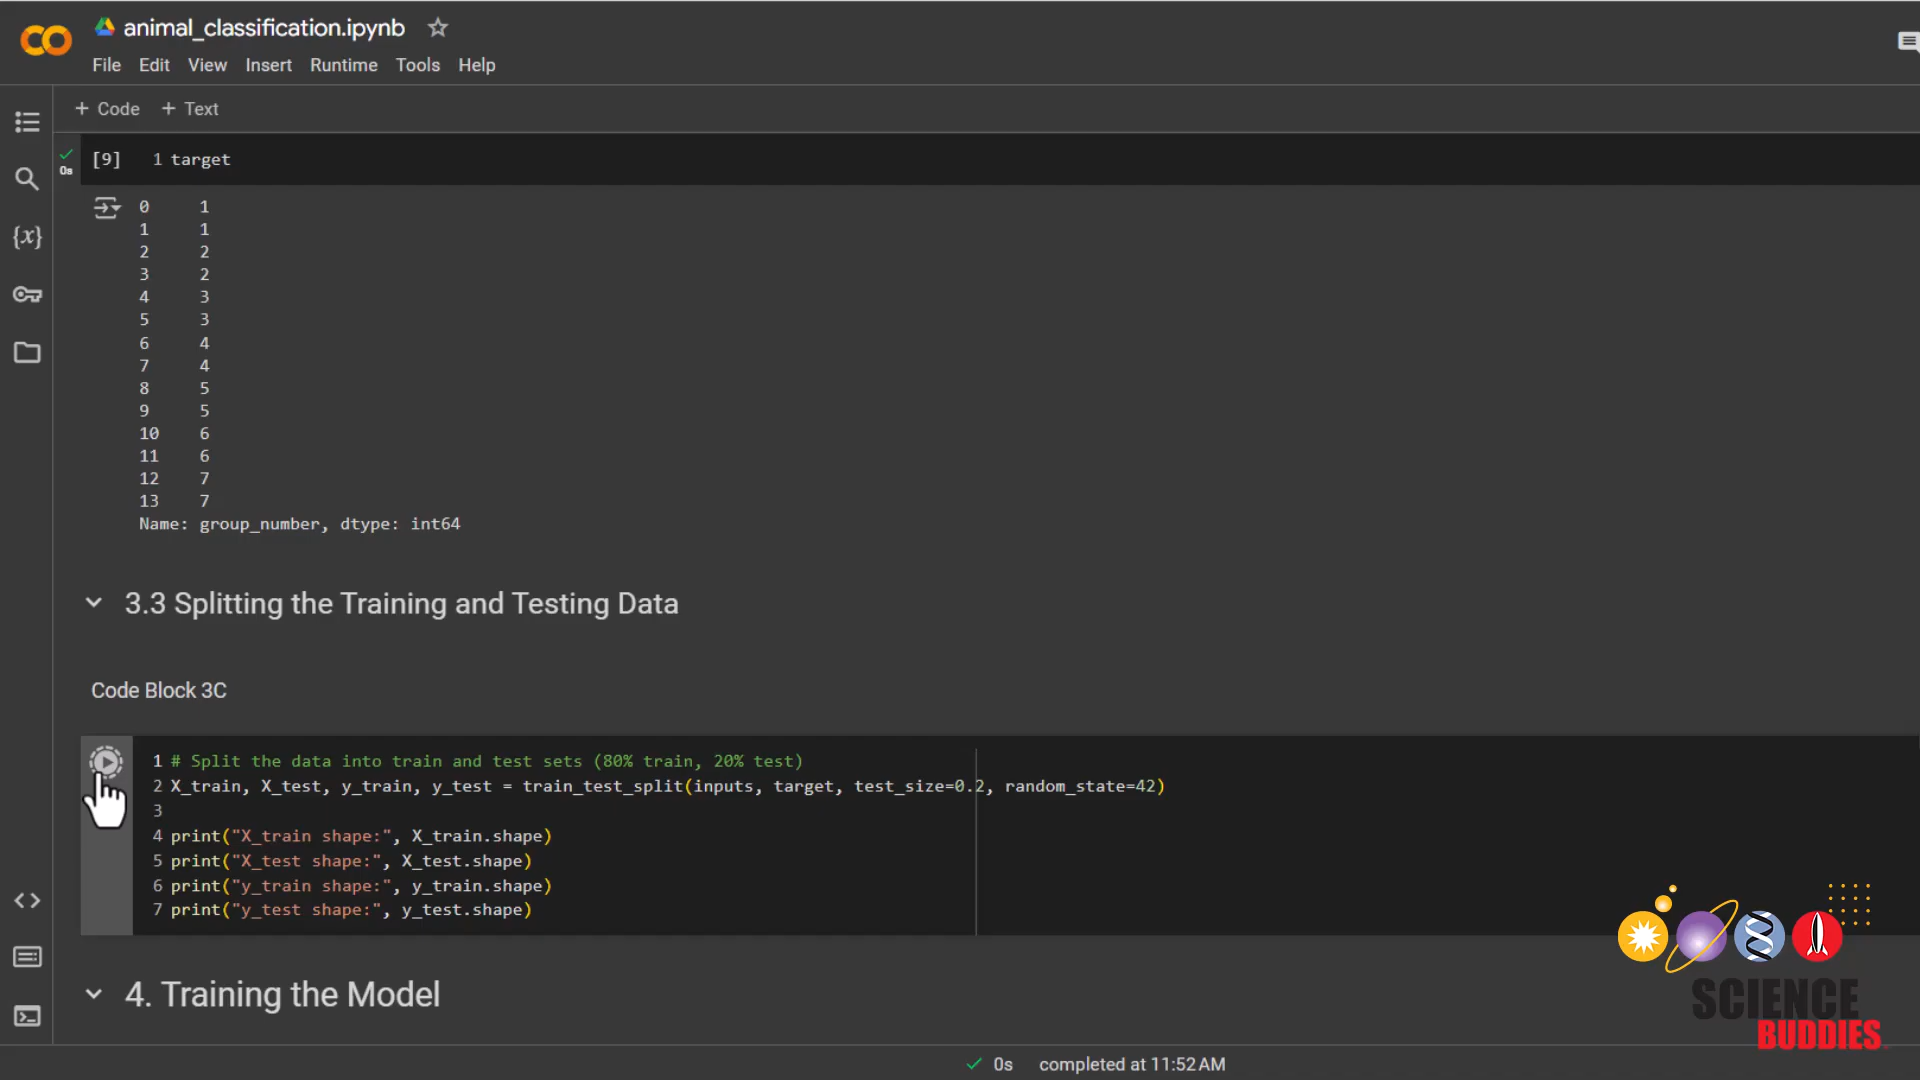 animal_classification.ipynb
File Edit View Insert Runtime Tools Help
+ Code + Text
0s
[9] 1 target
0 1
1 1
2 2
3 2
4 3
5 3
6 4
7 4
8 5
9 5
10 6
11 6
12 7
13 7
Name: group_number, dtype: int64
3.3 Splitting the Training and Testing Data
Code Block 3C
1 # Split the data into train and test sets (80% train, 20% test)
2 X_train, X_test, y_train, y_test = train_test_split(inputs, target, test_size=0.2, random_state=42)
3
4 print("X_train shape:", X_train.shape)
5 print("X_test shape:", X_test.shape)
6 print("y_train shape:", y_train.shape)
7 print("y_test shape:", y_test.shape)
4. Training the Model
SCIENCE
BUDDIES
0s completed at 11:52 AM